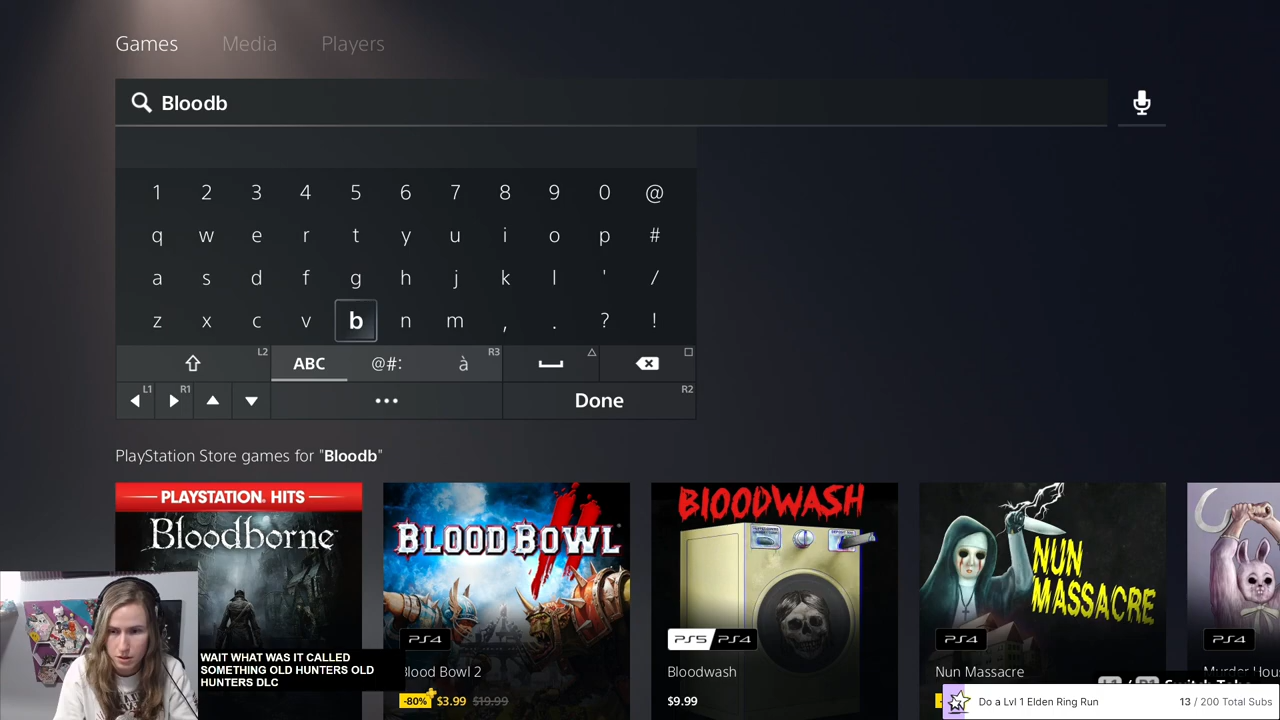 Games Media Players
Bloodb
1 2 3 4 5 6 7 8 9 0 @
q w e r t y u i o p #
a s d f g h j k l ' /
z x c v b n m , . ? !
L2 ABC @#: à R3
L1 R1 ... Done R2
PlayStation Store games for "Bloodb"
PLAYSTATION HITS
Bloodborne
BLOOD BOWL II
BLOODWASH
NUN
MASSACRE
PS4
PS5 PS4
PS4
PS4
Blood Bowl 2
Bloodwash
Nun Massacre
-80% $3.99 $19.99
$9.99
WAIT WHAT WAS IT CALLED
SOMETHING OLD HUNTERS OLD
HUNTERS DLC
Do a Lvl 1 Elden Ring Run 13 / 200 Total Subs